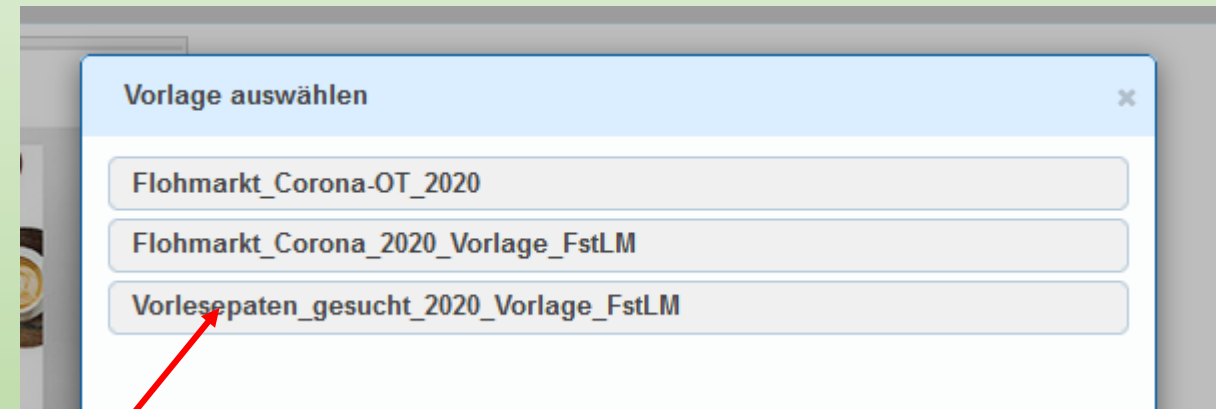 Vorlage auswählen
Flohmarkt_Corona-OT_2020
Flohmarkt_Corona_2020_Vorlage_FstLM
Vorlesepaten_gesucht_2020_Vorlage_FstLM